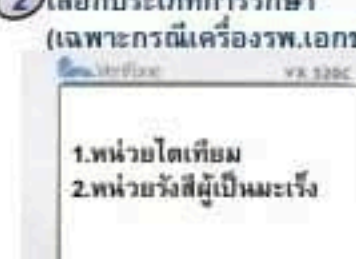 2 เลือกประเภทการรักษา
(เฉพาะกรณีเครื่องรพ.เอก
VX 520C
1.หน่วยไตเทียม
2.หน่วยรังสีผู้เป็นมะเร็ง